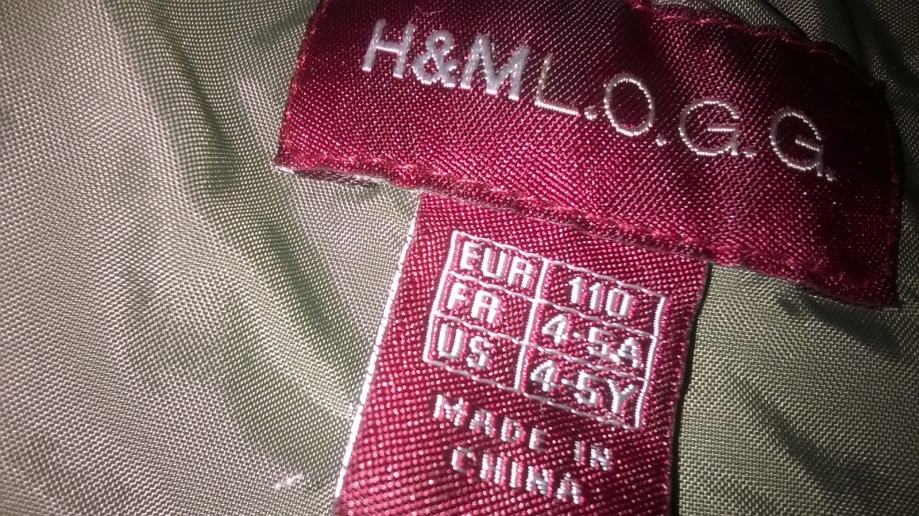 H&M L.O.G.G.
EUR 110
FR 4-5A
US 4-5Y
MADE IN
CHINA